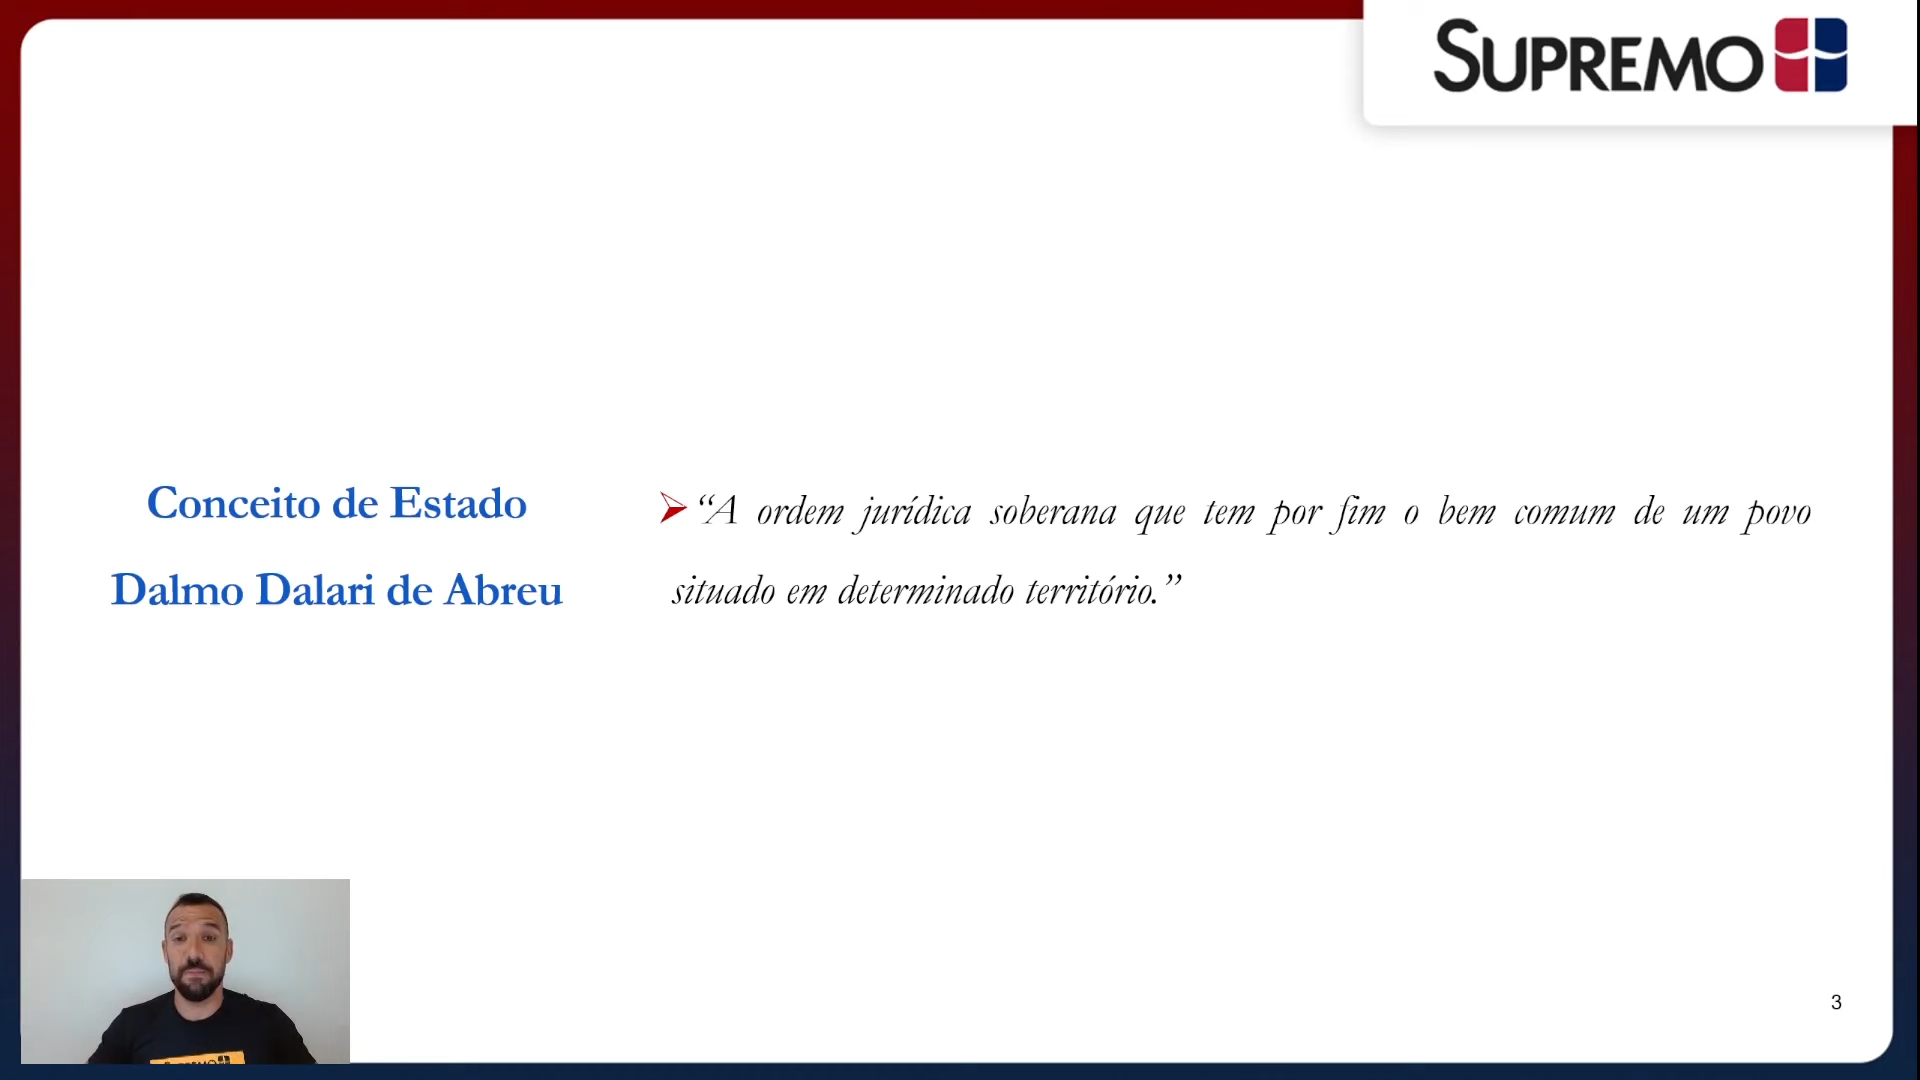 SUPREMO
Conceito de Estado
Dalmo Dalari de Abreu
“A ordem jurídica soberana que tem por fim o bem comum de um povo
situado em determinado território.”
SUPREMO
3